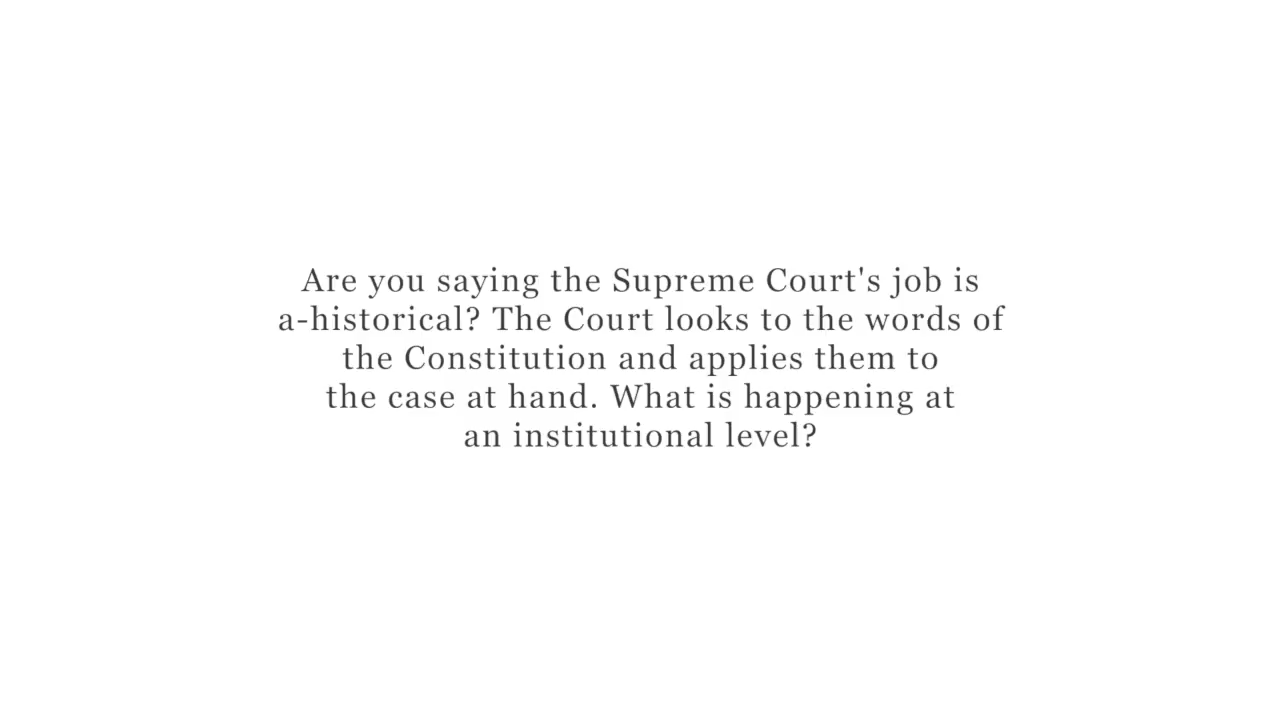 Are you saying the Supreme Court's job is
a-historical? The Court looks to the words of
the Constitution and applies them to
the case at hand. What is happening at
an institutional level?